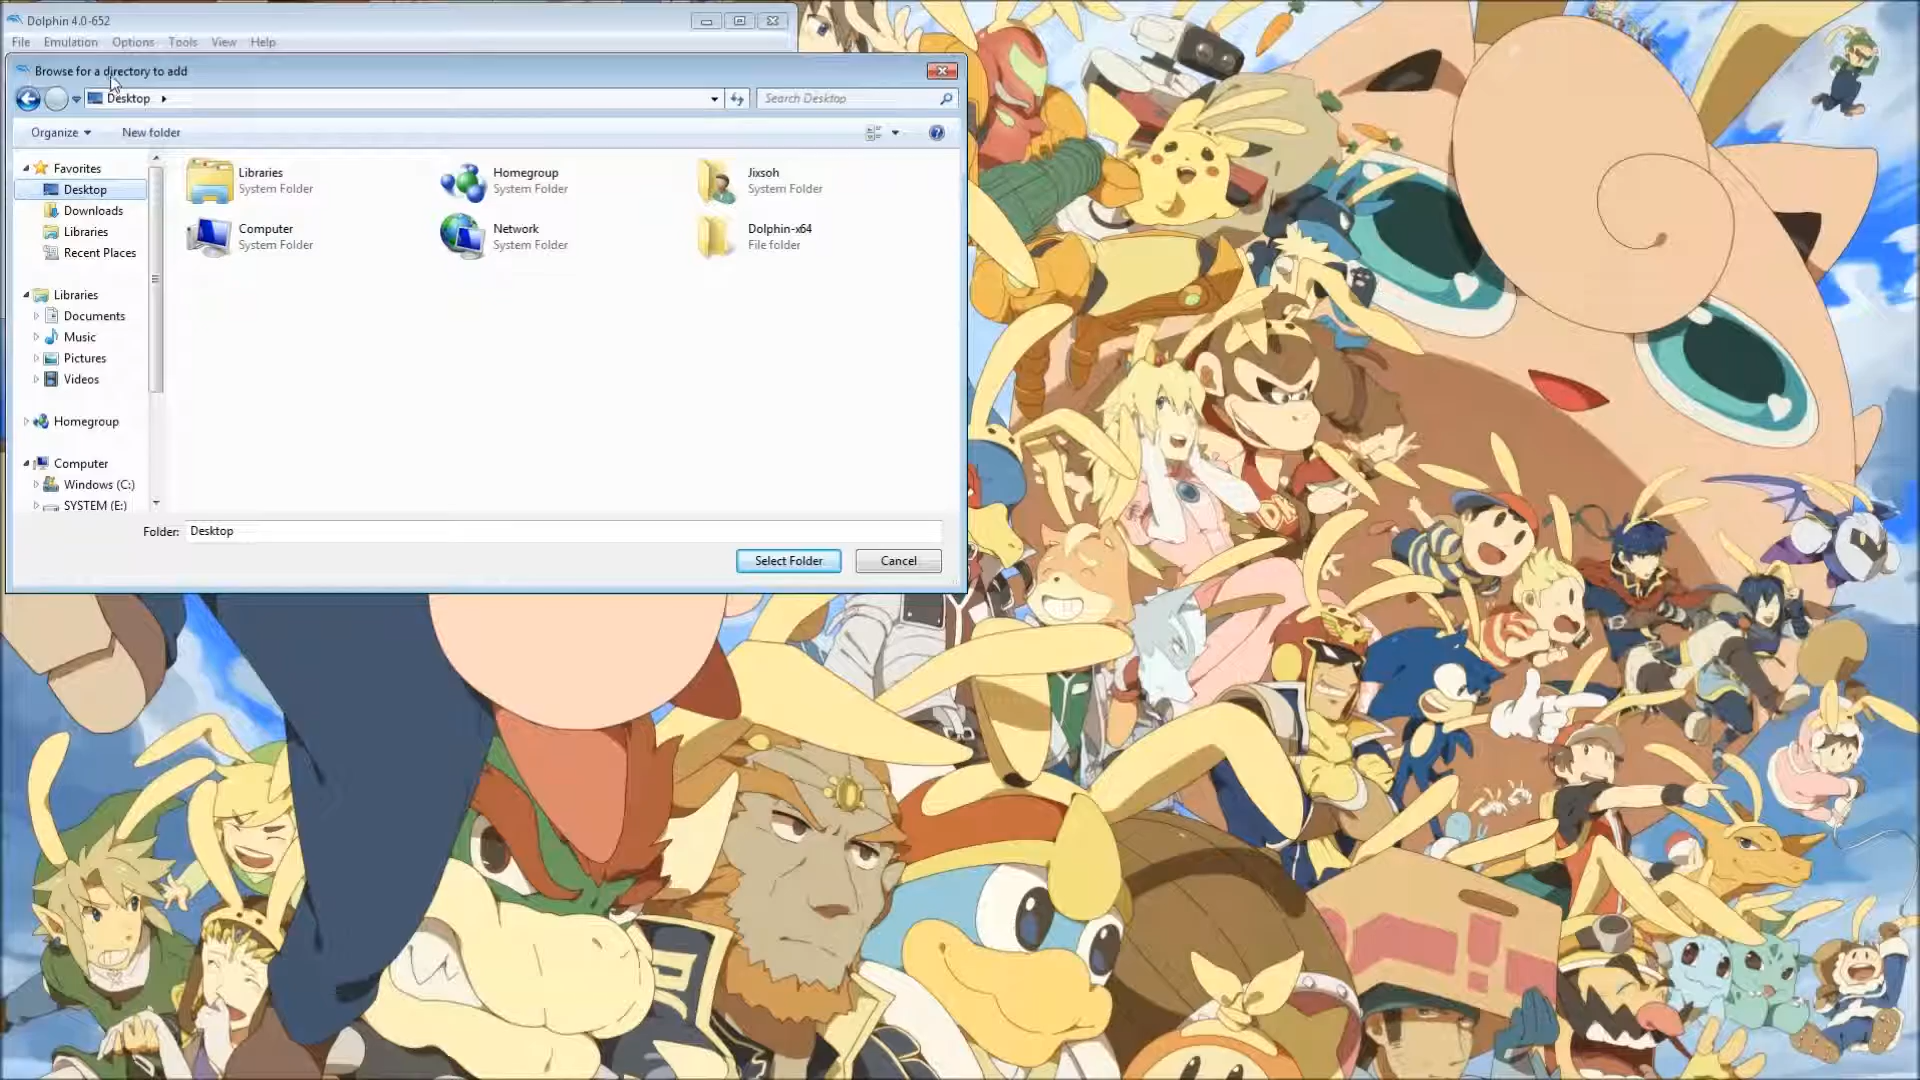 Dolphin 4.0-652
File Emulation Options Tools View Help
Browse for a directory to add
Desktop
Search Desktop
Organize New folder
Favorites
Desktop
Downloads
Libraries
Recent Places
Libraries
Documents
Music
Pictures
Videos
Homegroup
Computer
Windows (C:)
SYSTEM (E:)
Libraries
System Folder
Homegroup
System Folder
Jixsoh
System Folder
Computer
System Folder
Network
System Folder
Dolphin-x64
File folder
Folder: Desktop
Select Folder Cancel
DK